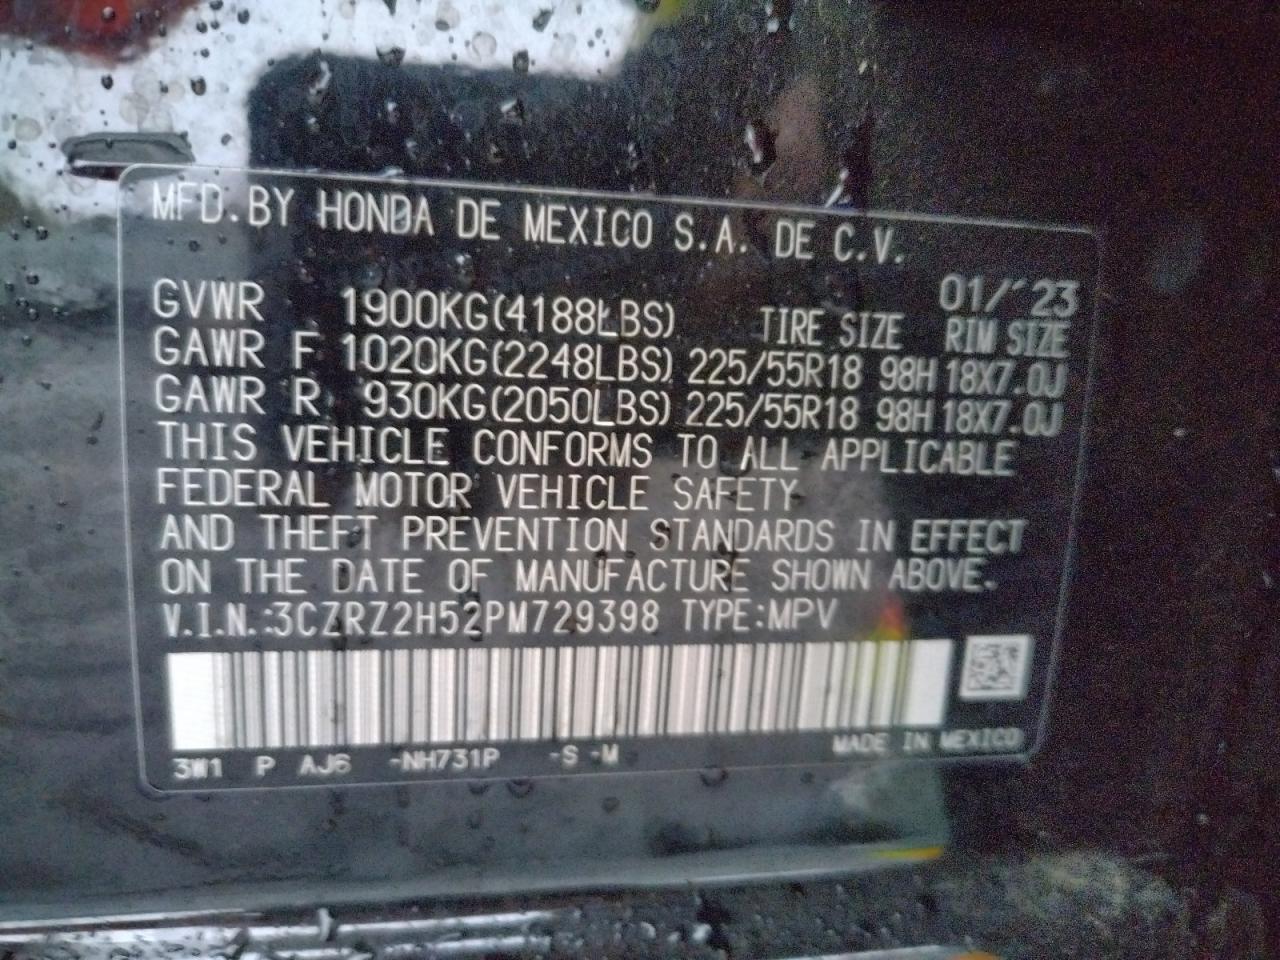 MFD. BY HONDA DE MEXICO S.A. DE C.V.
01/´23
GVWR 1900KG(4188LBS) TIRE SIZE RIM SIZE
GAWR F 1020KG(2248LBS) 225/55R18 98H 18X7.0J
GAWR R 930KG(2050LBS) 225/55R18 98H 18X7.0J
THIS VEHICLE CONFORMS TO ALL APPLICABLE
FEDERAL MOTOR VEHICLE SAFETY
AND THEFT PREVENTION STANDARDS IN EFFECT
ON THE DATE OF MANUFACTURE SHOWN ABOVE.
V.I.N.:3CZRZ2H52PM729398 TYPE:MPV
3W1 P AJ6 -NH731P -S -M MADE IN MEXICO